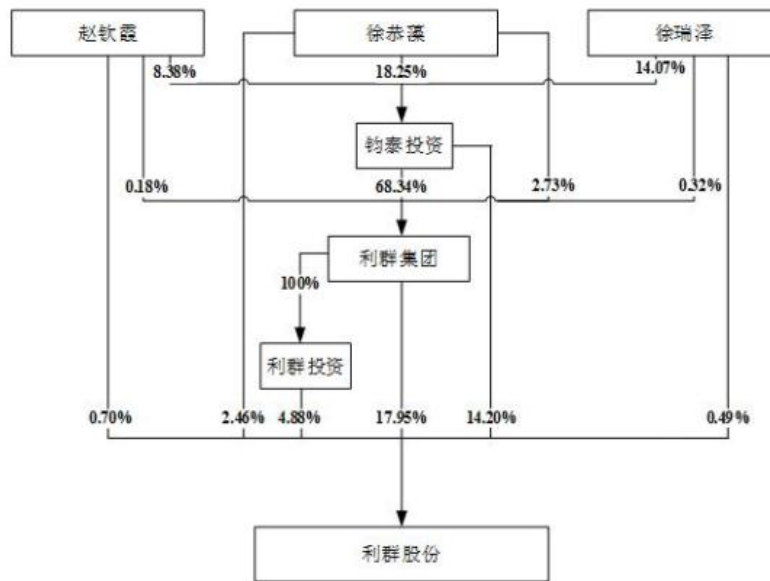 赵钦霞 徐恭藻 徐瑞泽
8.38% 18.25% 14.07%
钧泰投资
0.18% 68.34% 2.73% 0.32%
利群集团
100%
利群投资
0.70% 2.46% 4.88% 17.95% 14.20% 0.49%
利群股份